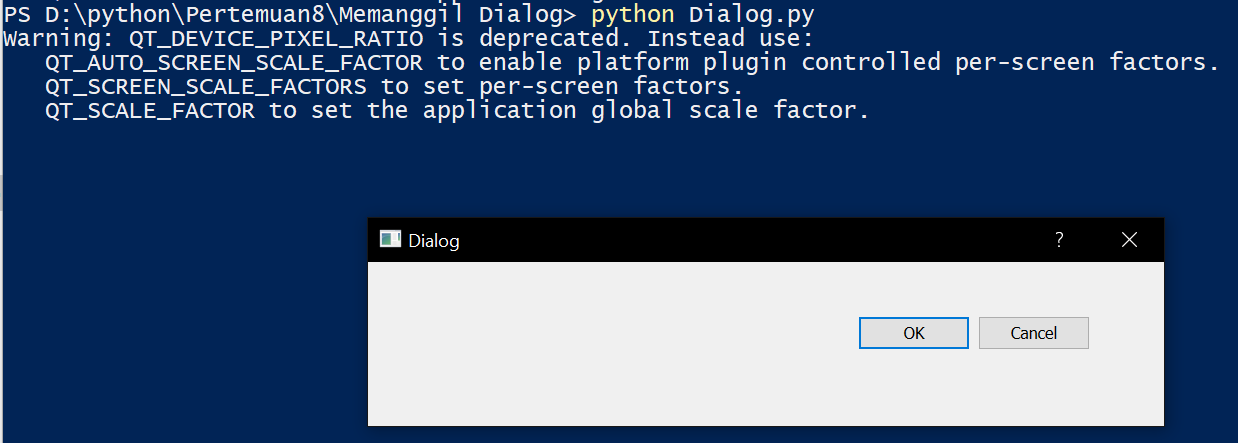 PS D:\python\Pertemuan8\Memanggil Dialog> python Dialog.py
Warning: QT_DEVICE_PIXEL_RATIO is deprecated. Instead use:
   QT_AUTO_SCREEN_SCALE_FACTOR to enable platform plugin controlled per-screen factors.
   QT_SCREEN_SCALE_FACTORS to set per-screen factors.
   QT_SCALE_FACTOR to set the application global scale factor.
Dialog ?
OK Cancel